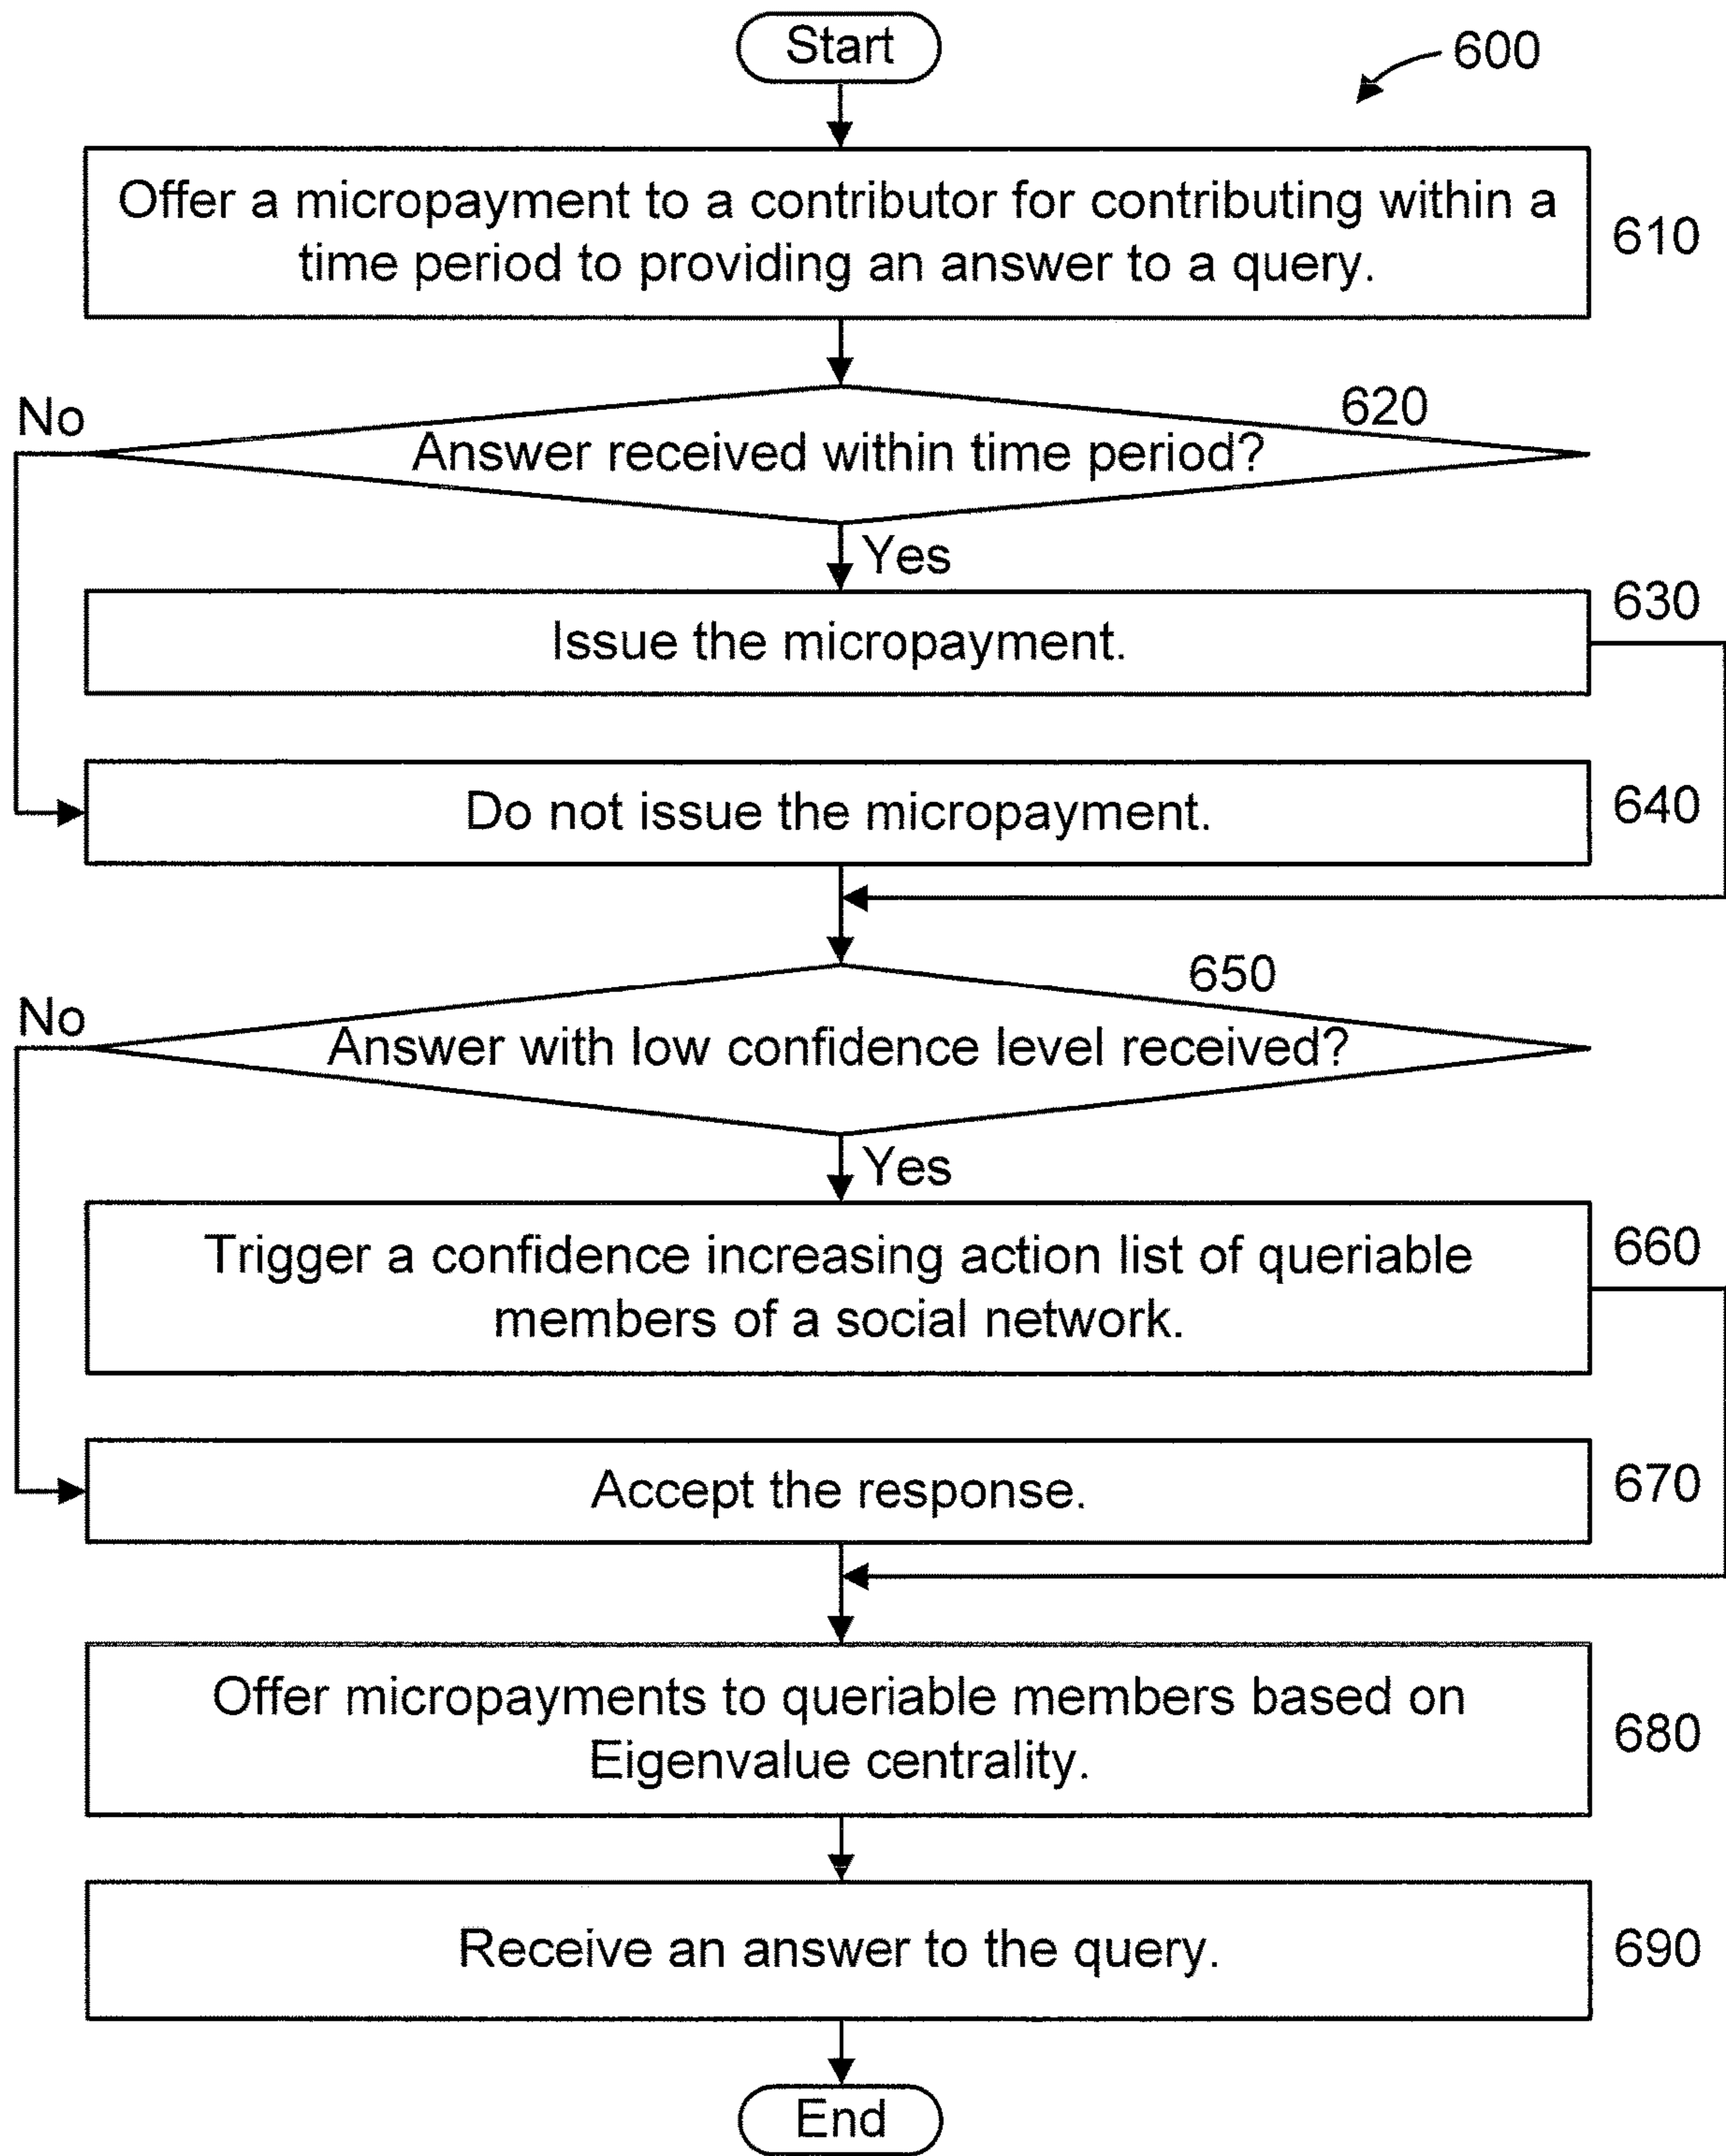 Start
600
Offer a micropayment to a contributor for contributing within a
time period to providing an answer to a query.
610
No
620
Answer received within time period?
Yes
630
Issue the micropayment.
Do not issue the micropayment.
640
650
No
Answer with low confidence level received?
Yes
Trigger a confidence increasing action list of queriable
members of a social network.
660
Accept the response.
670
Offer micropayments to queriable members based on
Eigenvalue centrality.
680
Receive an answer to the query.
690
End